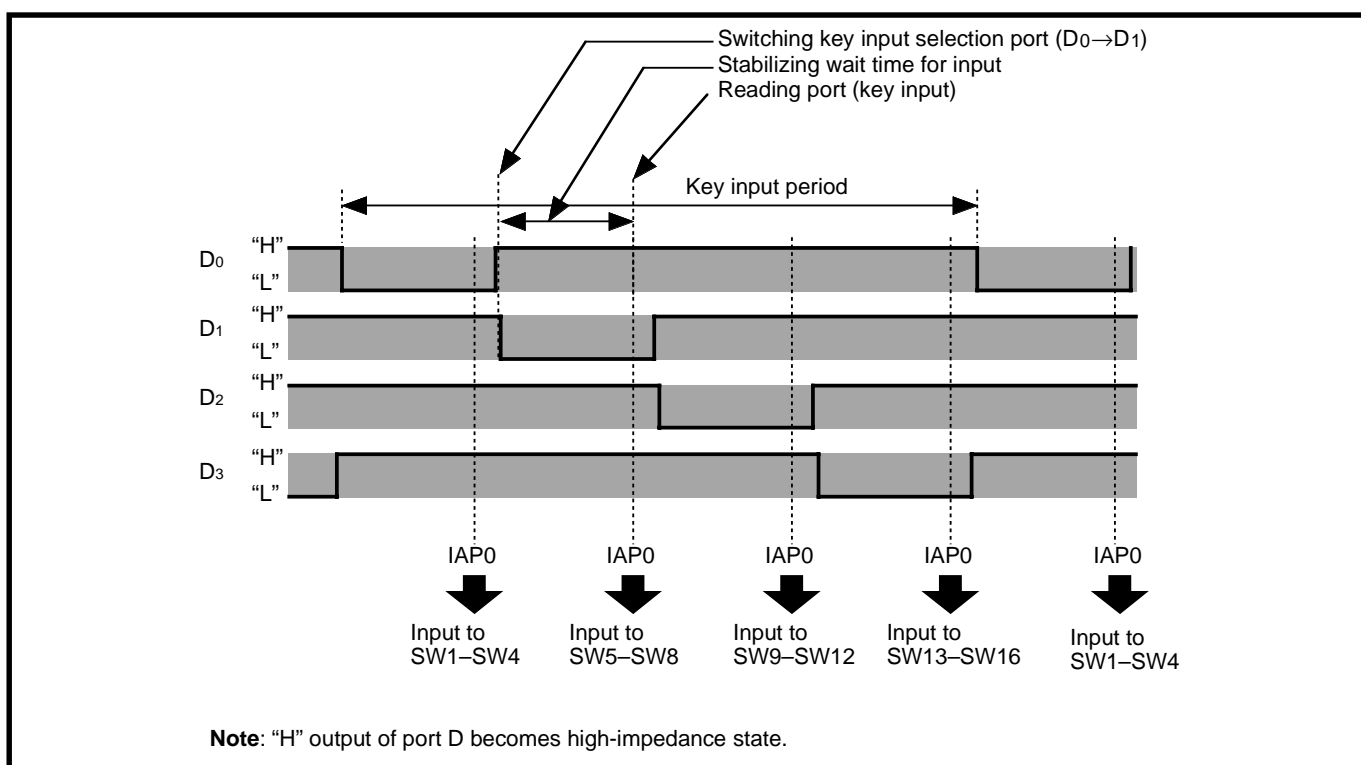 Switching key input selection port (D0→D1)
Stabilizing wait time for input
Reading port (key input)
Key input period
D0 “H” “L”
D1 “H” “L”
D2 “H” “L”
D3 “H” “L”
IAP0 IAP0 IAP0 IAP0 IAP0
Input to Input to Input to Input to Input to
SW1–SW4 SW5–SW8 SW9–SW12 SW13–SW16 SW1–SW4
Note: “H” output of port D becomes high-impedance state.